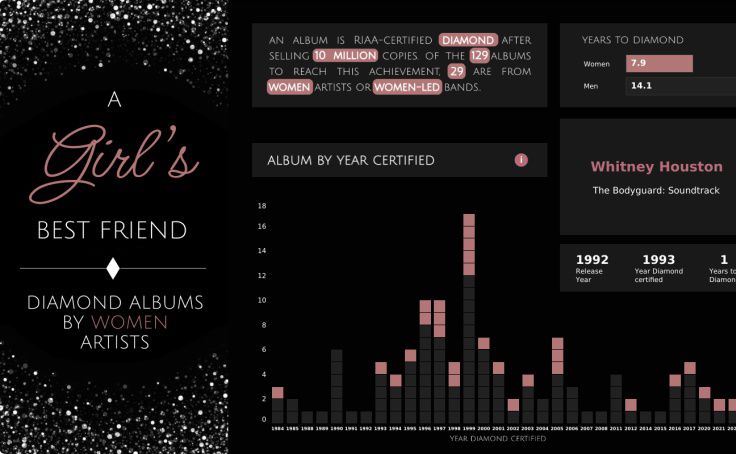 A
Girl's
BEST FRIEND
DIAMOND ALBUMS
BY WOMEN
ARTISTS
AN ALBUM IS RIAA-CERTIFIED DIAMOND AFTER
SELLING 10 MILLION COPIES. OF THE 129 ALBUMS
TO REACH THIS ACHIEVEMENT, 29 ARE FROM
WOMEN ARTISTS OR WOMEN-LED BANDS.
YEARS TO DIAMOND
Women 7.9
Men 14.1
ALBUM BY YEAR CERTIFIED i
Whitney Houston
The Bodyguard: Soundtrack
1992 1993 1
Release Year Diamond Years to
Year certified Diamon
18
16
14
12
10
8
6
4
2
0
1984 1985 1988 1989 1990 1991 1992 1993 1994 1995 1996 1997 1998 1999 2000 2001 2002 2003 2004 2005 2006 2007 2008 2011 2012 2013 2014 2016 2017 2020 2021 2022
YEAR DIAMOND CERTIFIED